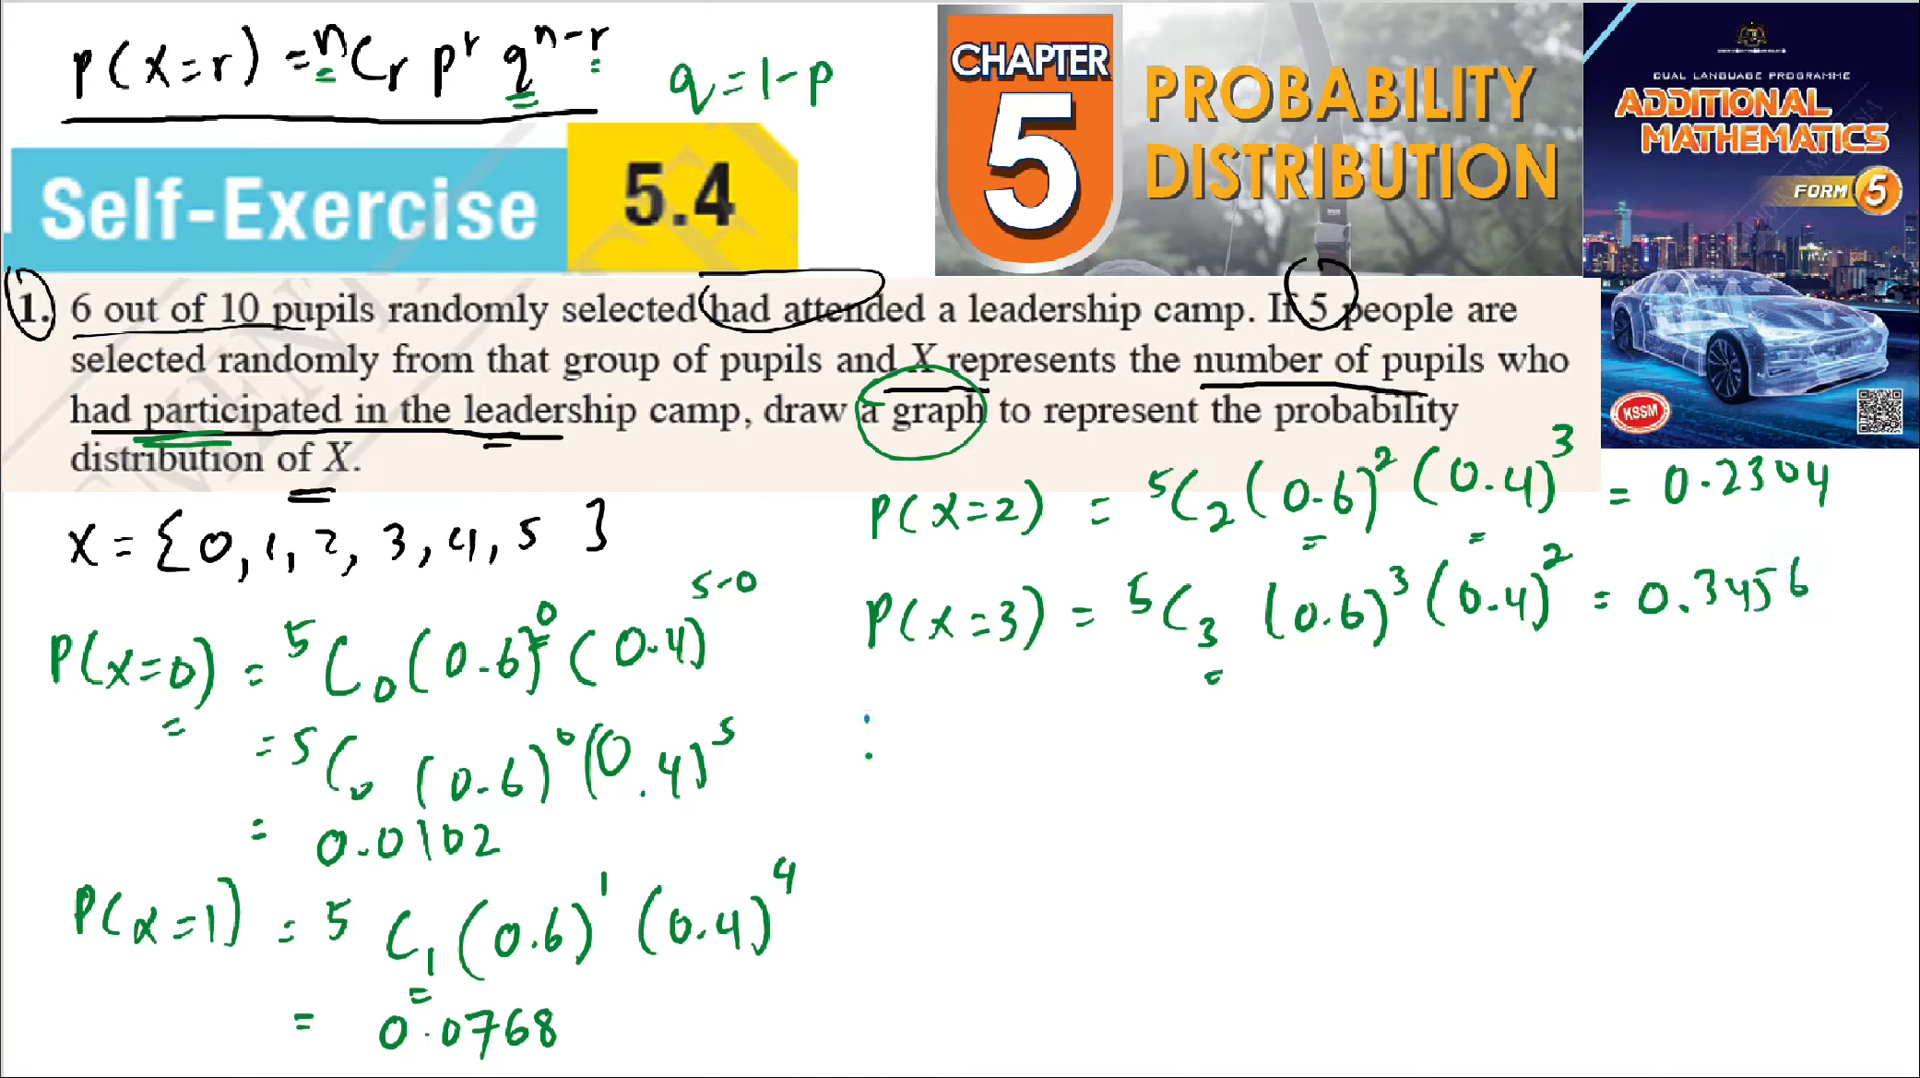 P(X=r) = ⁿCr pʳ qⁿ⁻ʳ
q = 1-p
CHAPTER
5
PROBABILITY
DISTRIBUTION
DUAL LANGUAGE PROGRAMME
ADDITIONAL
MATHEMATICS
FORM 5
KSSM
Self-Exercise 5.4
1. 6 out of 10 pupils randomly selected had attended a leadership camp. If 5 people are
selected randomly from that group of pupils and X represents the number of pupils who
had participated in the leadership camp, draw a graph to represent the probability
distribution of X.
X = {0, 1, 2, 3, 4, 5 }
P(X=0) = ⁵C₀ (0.6)⁰ (0.4)⁵⁻⁰
= ⁵C₀ (0.6)⁰ (0.4)⁵
= 0.0102
P(X=1) = ⁵C₁ (0.6)¹ (0.4)⁴
= 0.0768
P(X=2) = ⁵C₂ (0.6)² (0.4)³ = 0.2304
P(X=3) = ⁵C₃ (0.6)³ (0.4)² = 0.3456